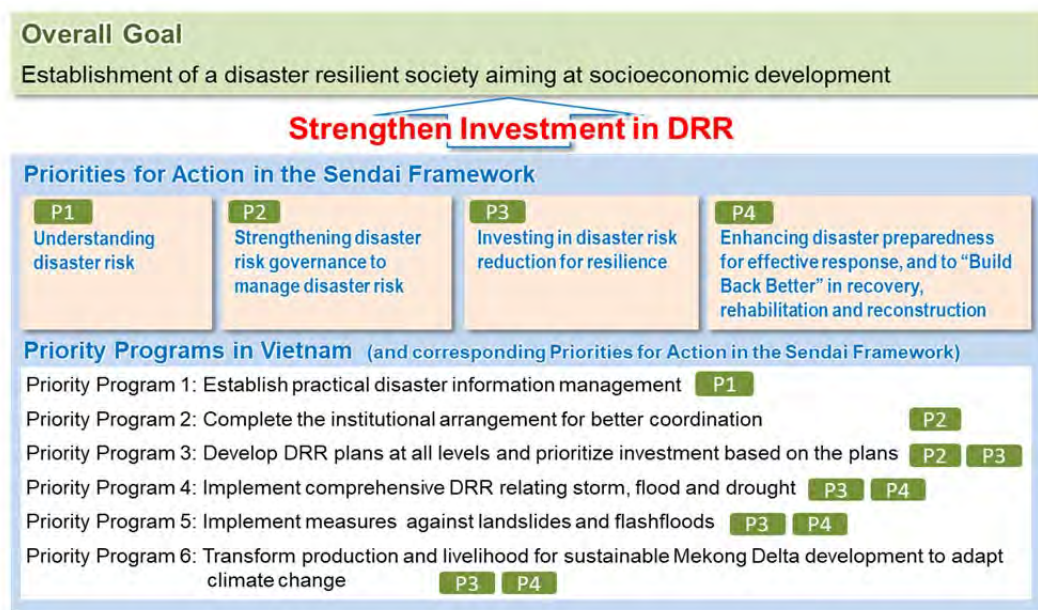 Overall Goal
Establishment of a disaster resilient society aiming at socioeconomic development
Strengthen Investment in DRR
Priorities for Action in the Sendai Framework
P1
Understanding
disaster risk
P2
Strengthening disaster
risk governance to
manage disaster risk
P3
Investing in disaster risk
reduction for resilience
P4
Enhancing disaster preparedness
for effective response, and to “Build
Back Better” in recovery,
rehabilitation and reconstruction
Priority Programs in Vietnam (and corresponding Priorities for Action in the Sendai Framework)
Priority Program 1: Establish practical disaster information management P1
Priority Program 2: Complete the institutional arrangement for better coordination P2
Priority Program 3: Develop DRR plans at all levels and prioritize investment based on the plans P2 P3
Priority Program 4: Implement comprehensive DRR relating storm, flood and drought P3 P4
Priority Program 5: Implement measures against landslides and flashfloods P3 P4
Priority Program 6: Transform production and livelihood for sustainable Mekong Delta development to adapt
climate change P3 P4